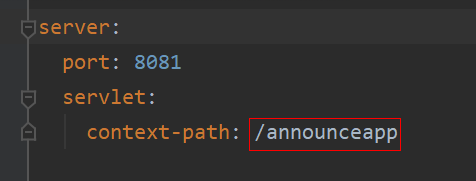 server:
port: 8081
servlet:
context-path: /announceapp